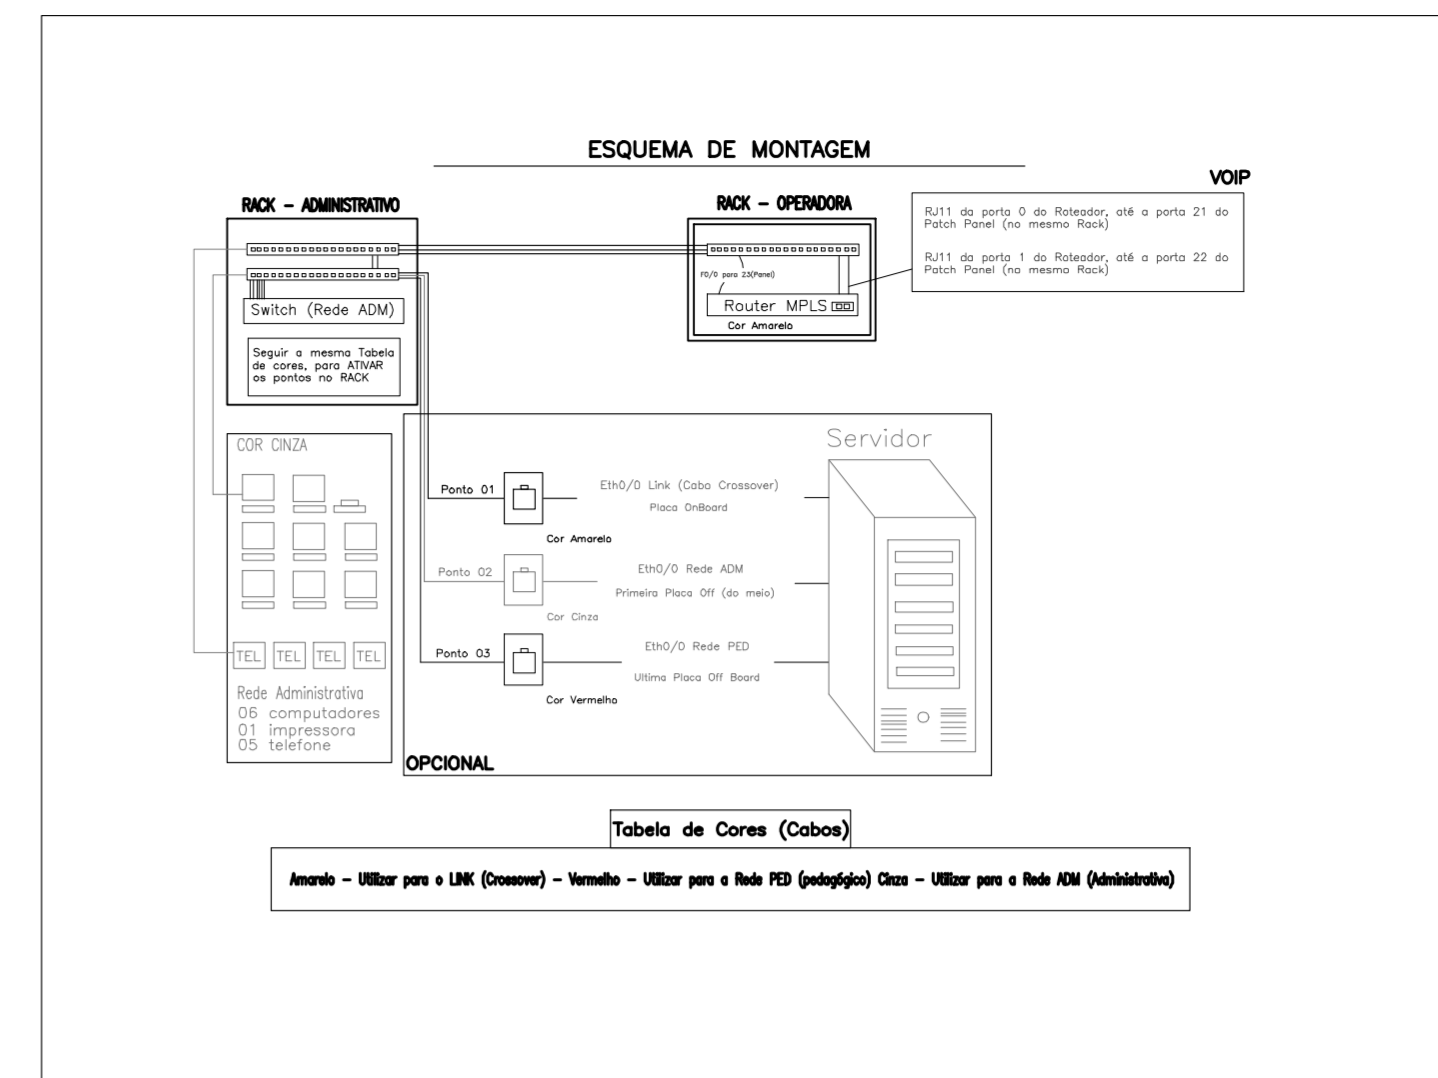 ESQUEMA DE MONTAGEM
VOIP
RACK - ADMINISTRATIVO
RACK - OPERADORA
RJ11 da porta 0 do Roteador, até a porta 21 do
Patch Panel (no mesmo Rack)
RJ11 da porta 1 do Roteador, até a porta 22 do
Patch Panel (na mesma Rack)
F0/0 para 23(Panel)
Switch (Rede ADM)
Router MPLS
Cor Amarelo
Seguir a mesma Tabela
de cores, para ATIVAR
os pontos no RACK
COR CINZA
Servidor
Ponto 01
Eth0/0 Link (Cabo Crossover)
Placa OnBoard
Cor Amarelo
Ponto 02
Eth0/0 Rede ADM
Primeira Placa Off (do meio)
Cor Cinza
Ponto 03
Eth0/0 Rede PED
Ultima Placa Off Board
Cor Vermelho
TEL TEL TEL TEL
Rede Administrativa
06 computadores
01 impressora
05 telefone
OPCIONAL
Tabela de Cores (Cabos)
Amarelo - Utilizar para o LINK (Crossover) - Vermelho - Utilizar para a Rede PED (pedagógico) Cinza - Utilizar para a Rede ADM (Administrativa)